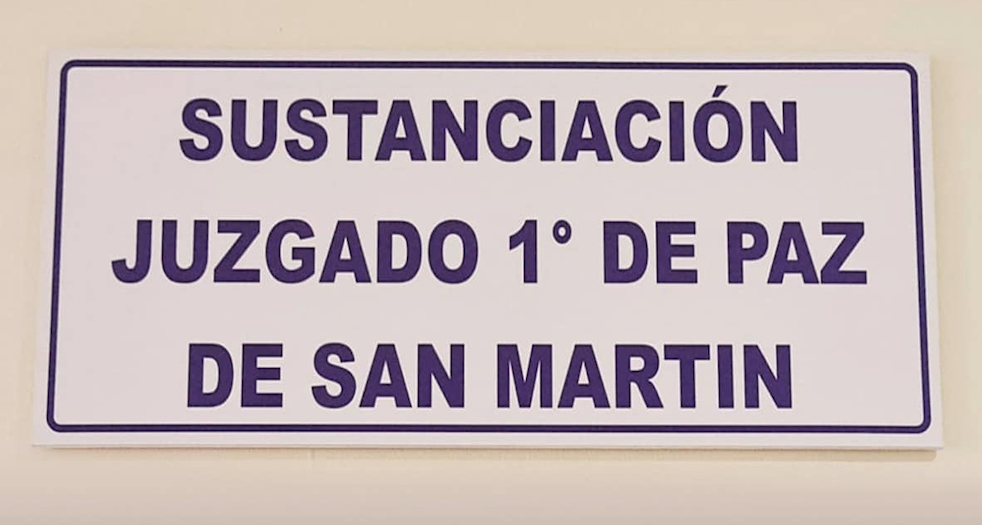 SUSTANCIACIÓN
JUZGADO 1° DE PAZ
DE SAN MARTIN